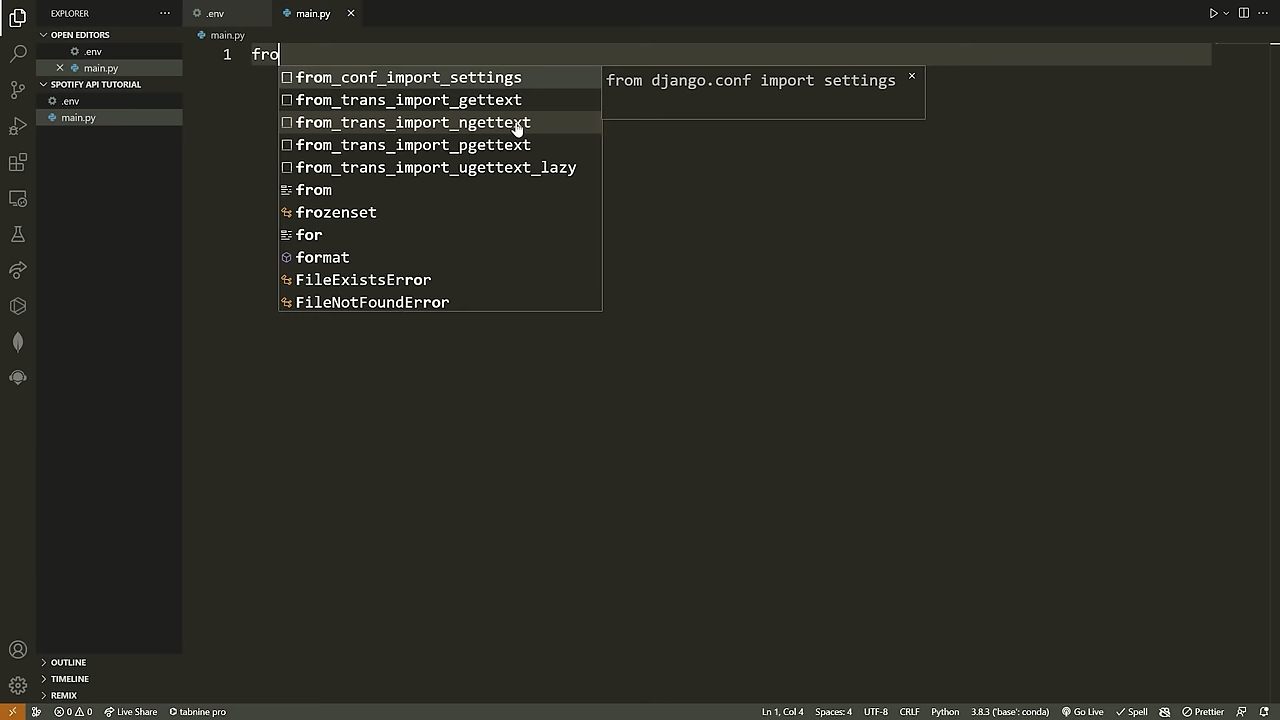 EXPLORER
.env
main.py
OPEN EDITORS
main.py
.env
main.py
SPOTIFY API TUTORIAL
.env
main.py
1 fro
from_conf_import_settings
from django.conf import settings
from_trans_import_gettext
from_trans_import_ngettext
from_trans_import_pgettext
from_trans_import_ugettext_lazy
from
frozenset
for
format
FileExistsError
FileNotFoundError
OUTLINE
TIMELINE
REMIX
0 0 Live Share tabnine pro Ln 1, Col 4 Spaces: 4 UTF-8 CRLF Python 3.8.3 ('base': conda) Go Live Spell Prettier